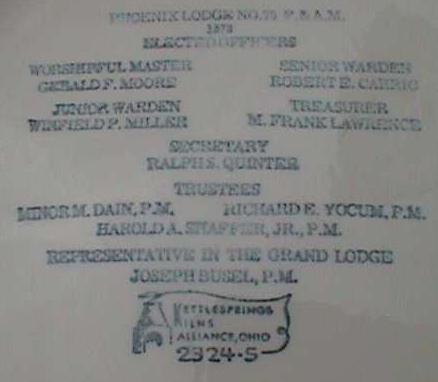 PHOENIX LODGE NO. 75 F. & A.M.
1978
ELECTED OFFICERS
WORSHIPFUL MASTER SENIOR WARDEN
GERALD F. MOORE ROBERT E. CARRIG
JUNIOR WARDEN TREASURER
WINFIELD P. MILLER M. FRANK LAWRENCE
SECRETARY
RALPH S. QUINTER
TRUSTEES
MINOR M. DAIN, P.M. RICHARD E. YOCUM, P.M.
HAROLD A. SHAFFER, JR., P.M.
REPRESENTATIVE IN THE GRAND LODGE
JOSEPH BUSEL, P.M.
KETTLESPRINGS
KILNS
ALLIANCE, OHIO
2324-S